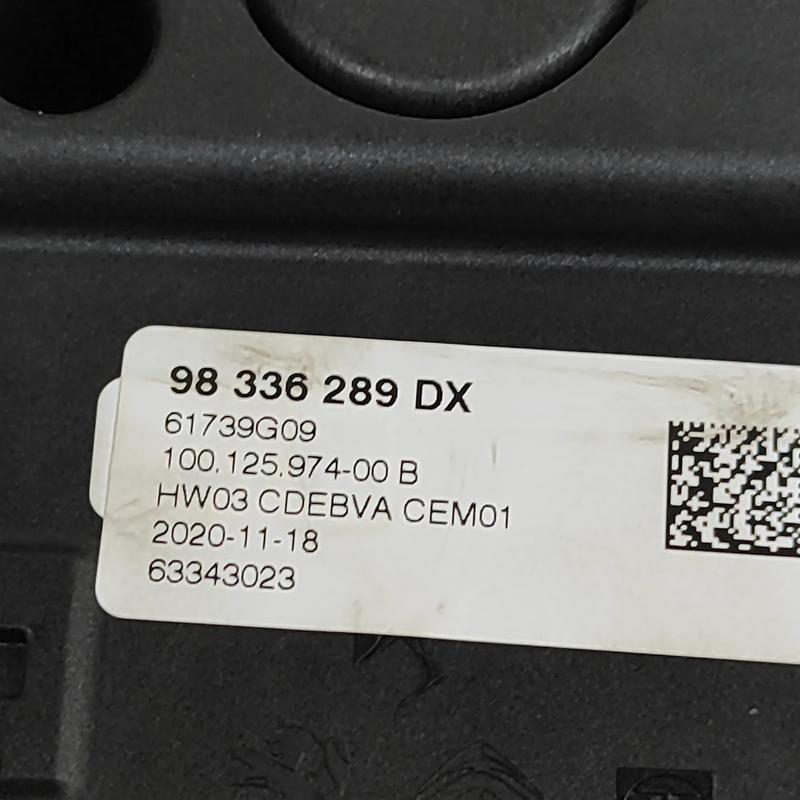 98 336 289 DX
61739G09
100.125.974-00 B
HW03 CDEBVA CEM01
2020-11-18
63343023